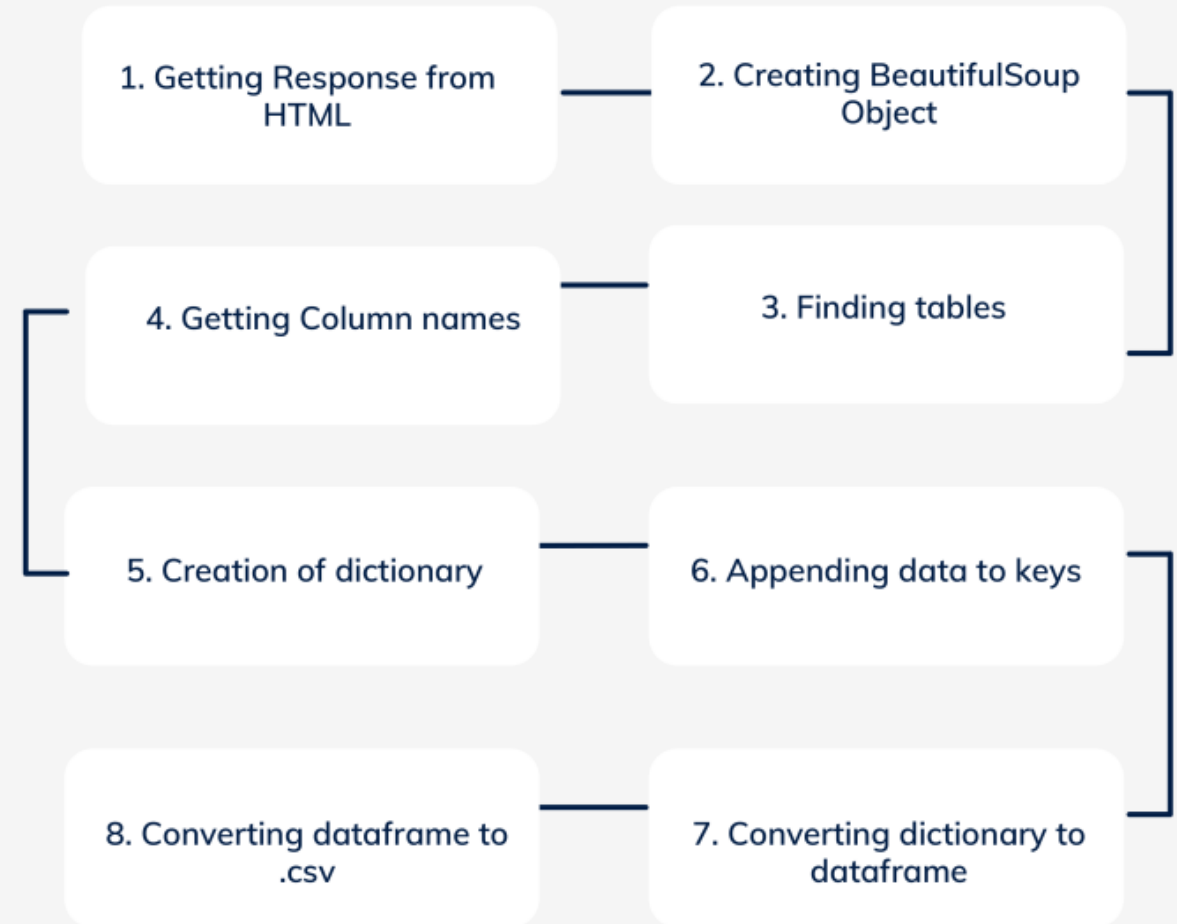 1. Getting Response from
HTML
2. Creating BeautifulSoup
Object
3. Finding tables
4. Getting Column names
5. Creation of dictionary
6. Appending data to keys
7. Converting dictionary to
dataframe
8. Converting dataframe to
.csv